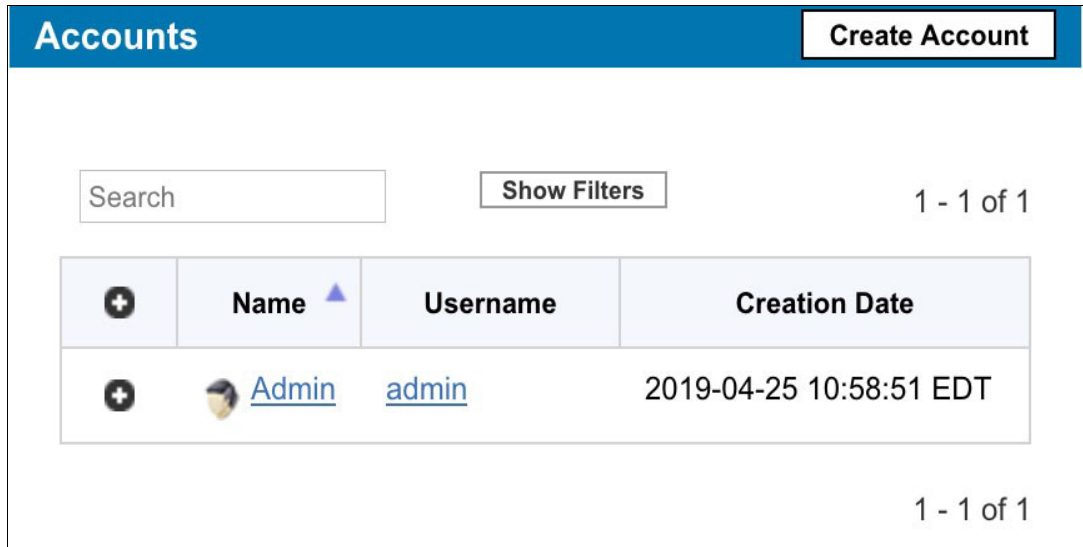 Accounts Create Account
Search Show Filters 1 - 1 of 1
Name Username Creation Date
Admin admin 2019-04-25 10:58:51 EDT
1 - 1 of 1